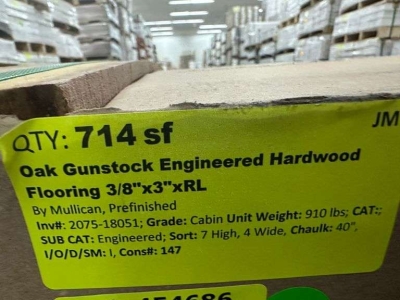 QTY: 714 sf
JM
Oak Gunstock Engineered Hardwood
Flooring 3/8"x3"xRL
By Mullican, Prefinished
Inv#: 2075-18051; Grade: Cabin Unit Weight: 910 lbs; CAT:;
SUB CAT: Engineered; Sort: 7 High, 4 Wide, Chaulk: 40",
I/O/D/SM: I, Cons#: 147